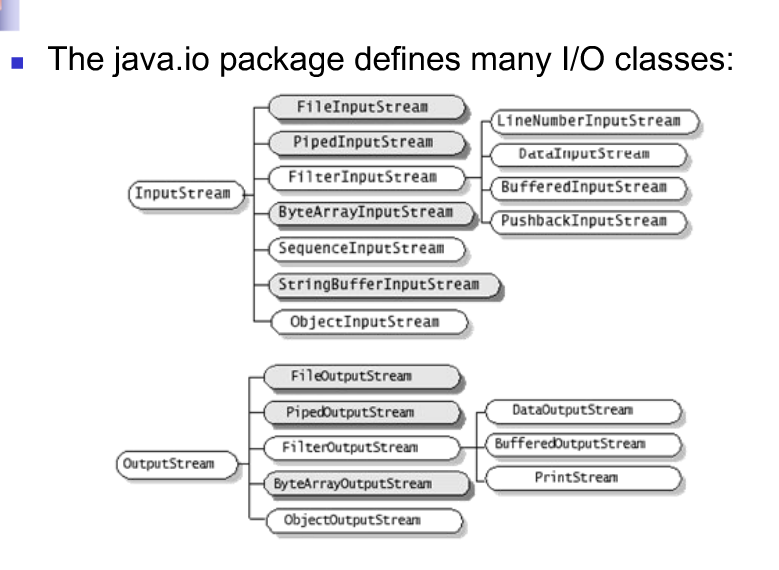 The java.io package defines many I/O classes:
InputStream
FileInputStream
PipedInputStream
FilterInputStream
ByteArrayInputStream
SequenceInputStream
StringBufferInputStream
ObjectInputStream
LineNumberInputStream
DataInputStream
BufferedInputStream
PushbackInputStream
OutputStream
FileOutputStream
PipedOutputStream
FilterOutputStream
ByteArrayOutputStream
ObjectOutputStream
DataOutputStream
BufferedOutputStream
PrintStream